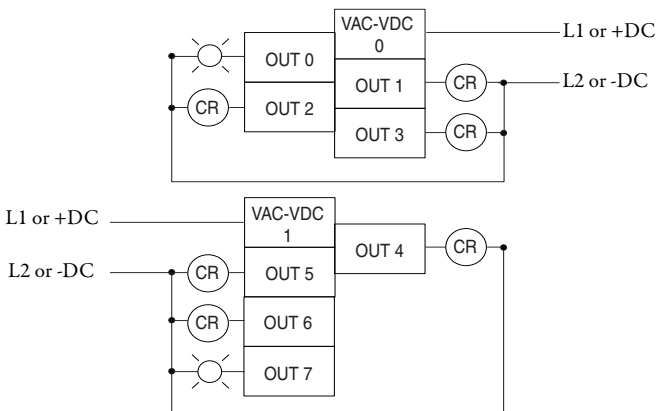 VAC-VDC
0
L1 or +DC
OUT 0
OUT 1
CR
L2 or -DC
CR
OUT 2
OUT 3
CR
L1 or +DC
VAC-VDC
1
OUT 4
CR
L2 or -DC
CR
OUT 5
CR
OUT 6
OUT 7